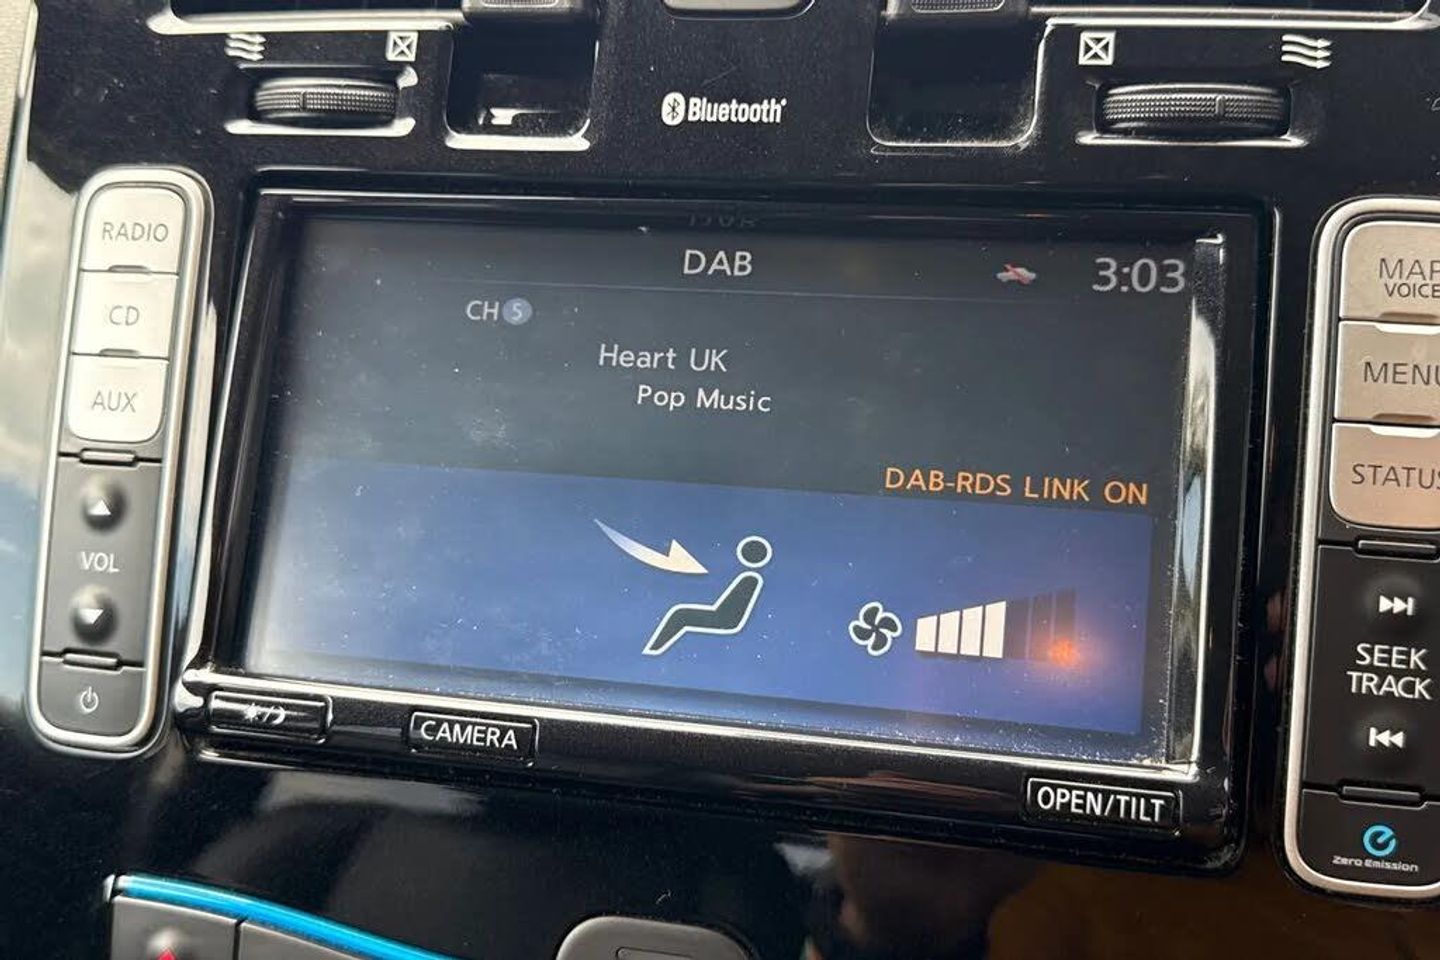 Bluetooth
RADIO
CD
AUX
VOL
DAB
3:03
CH 5
Heart UK
Pop Music
DAB-RDS LINK ON
CAMERA
OPEN/TILT
MAP
VOICE
MENU
STATUS
SEEK
TRACK
Zero Emission